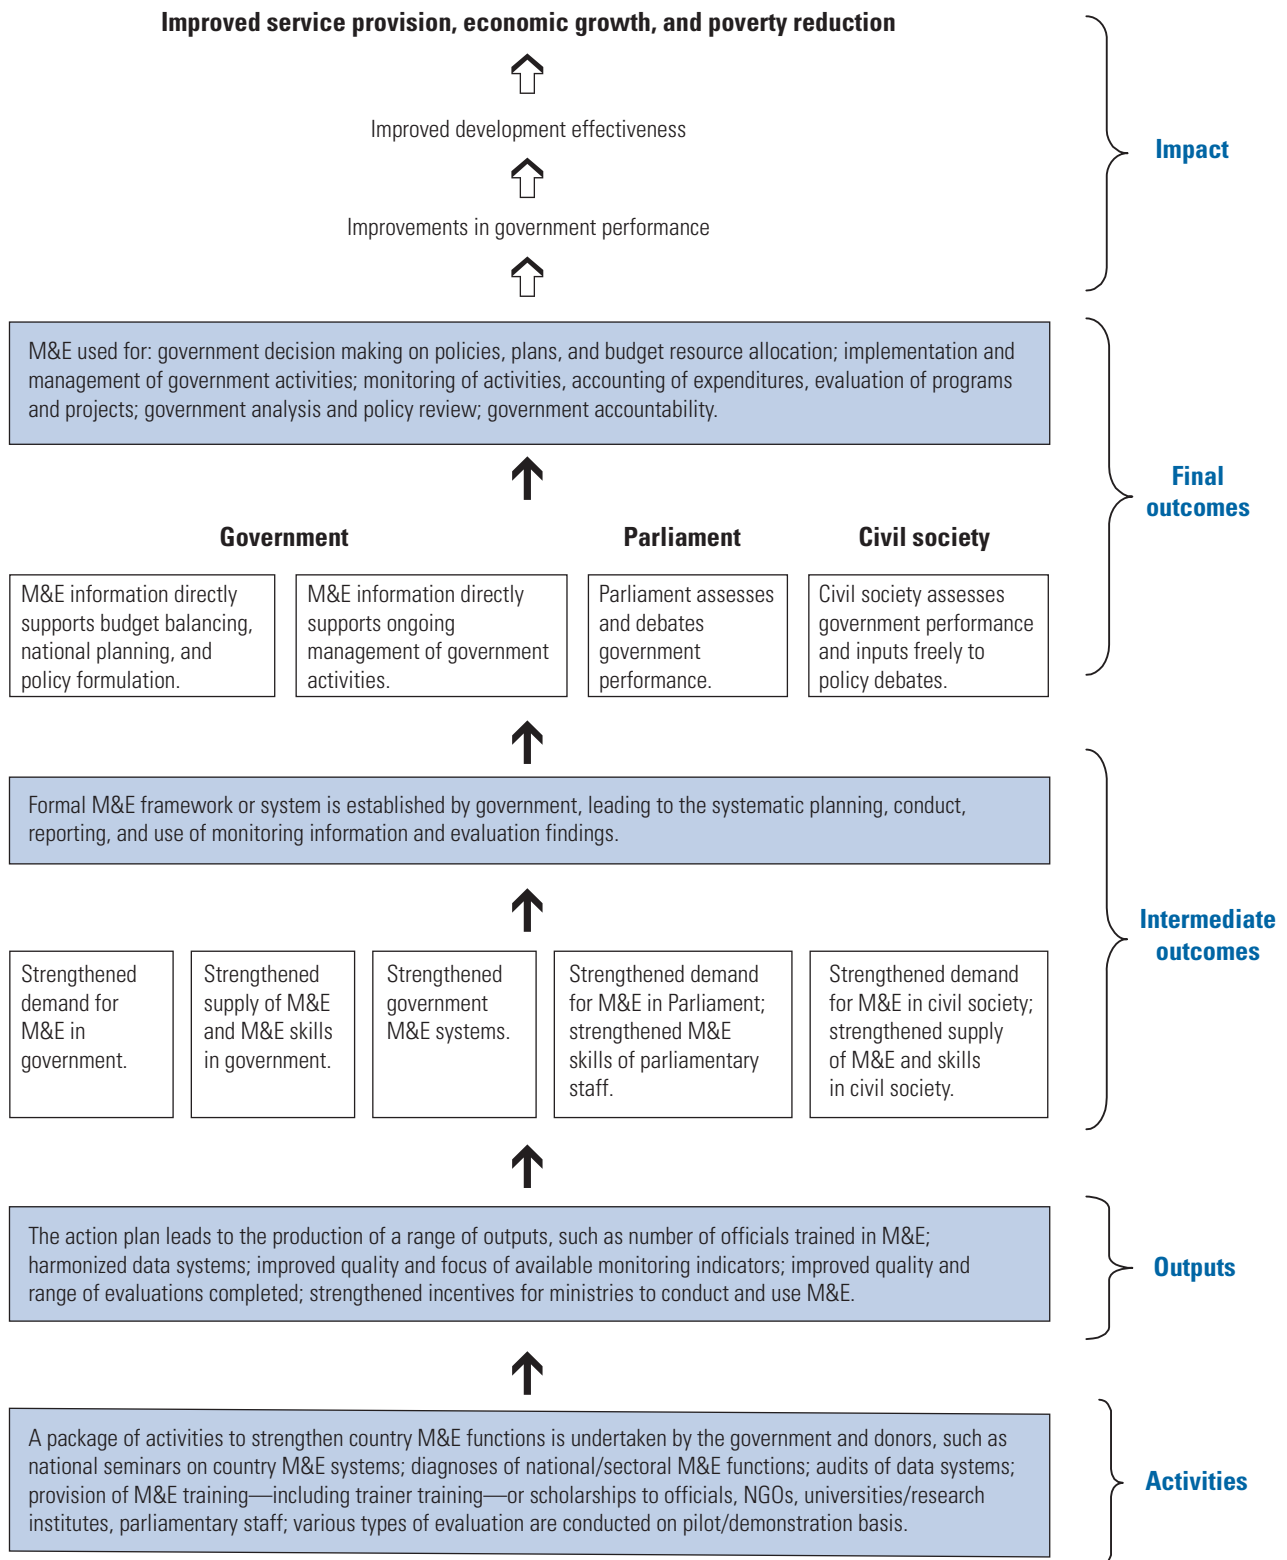 Improved service provision, economic growth, and poverty reduction
Improved development effectiveness
Impact
Improvements in government performance
M&E used for: government decision making on policies, plans, and budget resource allocation; implementation and
management of government activities; monitoring of activities, accounting of expenditures, evaluation of programs
and projects; government analysis and policy review; government accountability.
Final
outcomes
Government
Parliament
Civil society
M&E information directly
supports budget balancing,
national planning, and
policy formulation.
M&E information directly
supports ongoing
management of government
activities.
Parliament assesses
and debates
government
performance.
Civil society assesses
government performance
and inputs freely to
policy debates.
Formal M&E framework or system is established by government, leading to the systematic planning, conduct,
reporting, and use of monitoring information and evaluation findings.
Intermediate
outcomes
Strengthened
demand for
M&E in
government.
Strengthened
supply of M&E
and M&E skills
in government.
Strengthened
government
M&E systems.
Strengthened demand
for M&E in Parliament;
strengthened M&E
skills of parliamentary
staff.
Strengthened demand
for M&E in civil society;
strengthened supply
of M&E and skills
in civil society.
The action plan leads to the production of a range of outputs, such as number of officials trained in M&E;
harmonized data systems; improved quality and focus of available monitoring indicators; improved quality and
range of evaluations completed; strengthened incentives for ministries to conduct and use M&E.
Outputs
A package of activities to strengthen country M&E functions is undertaken by the government and donors, such as
national seminars on country M&E systems; diagnoses of national/sectoral M&E functions; audits of data systems;
provision of M&E training—including trainer training—or scholarships to officials, NGOs, universities/research
institutes, parliamentary staff; various types of evaluation are conducted on pilot/demonstration basis.
Activities